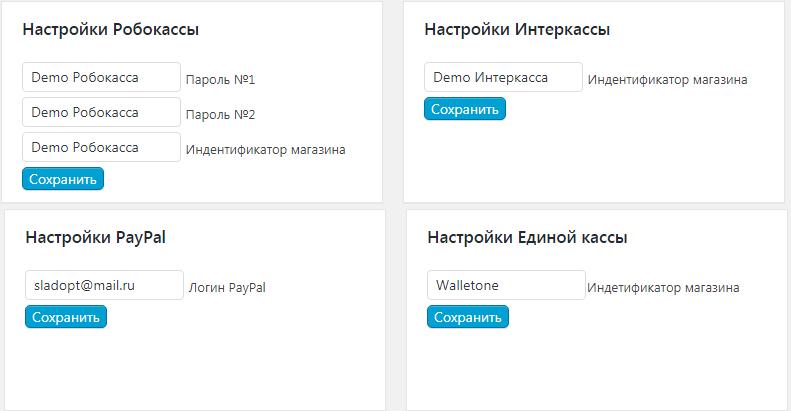 Настройки Робокассы
Demo Робокасса Пароль №1
Demo Робокасса Пароль №2
Demo Робокасса Индентификатор магазина
Сохранить
Настройки Интеркассы
Demo Интеркасса Индентификатор магазина
Сохранить
Настройки PayPal
sladopt@mail.ru Логин PayPal
Сохранить
Настройки Единой кассы
Walletone Индетификатор магазина
Сохранить